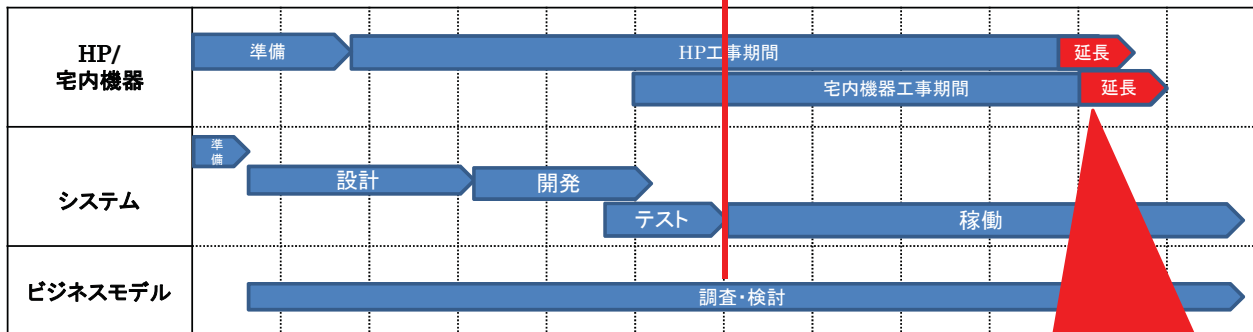 HP/
宅内機器
準備
HP工事期間
延長
宅内機器工事期間
延長
システム
準
備
設計
開発
テスト
稼働
ビジネスモデル
調査・検討